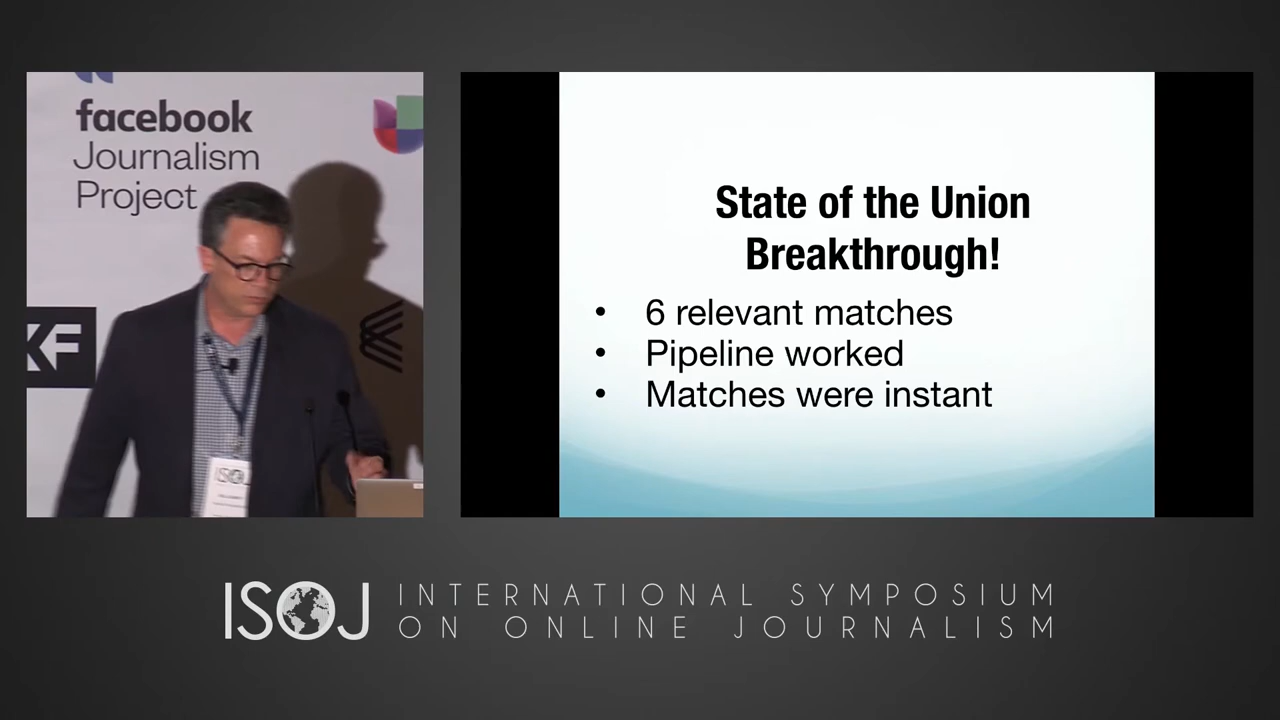 facebook
Journalism
Project
KF
ISOJ
State of the Union
Breakthrough!
• 6 relevant matches
• Pipeline worked
• Matches were instant
ISOJ
INTERNATIONAL SYMPOSIUM
ON ONLINE JOURNALISM